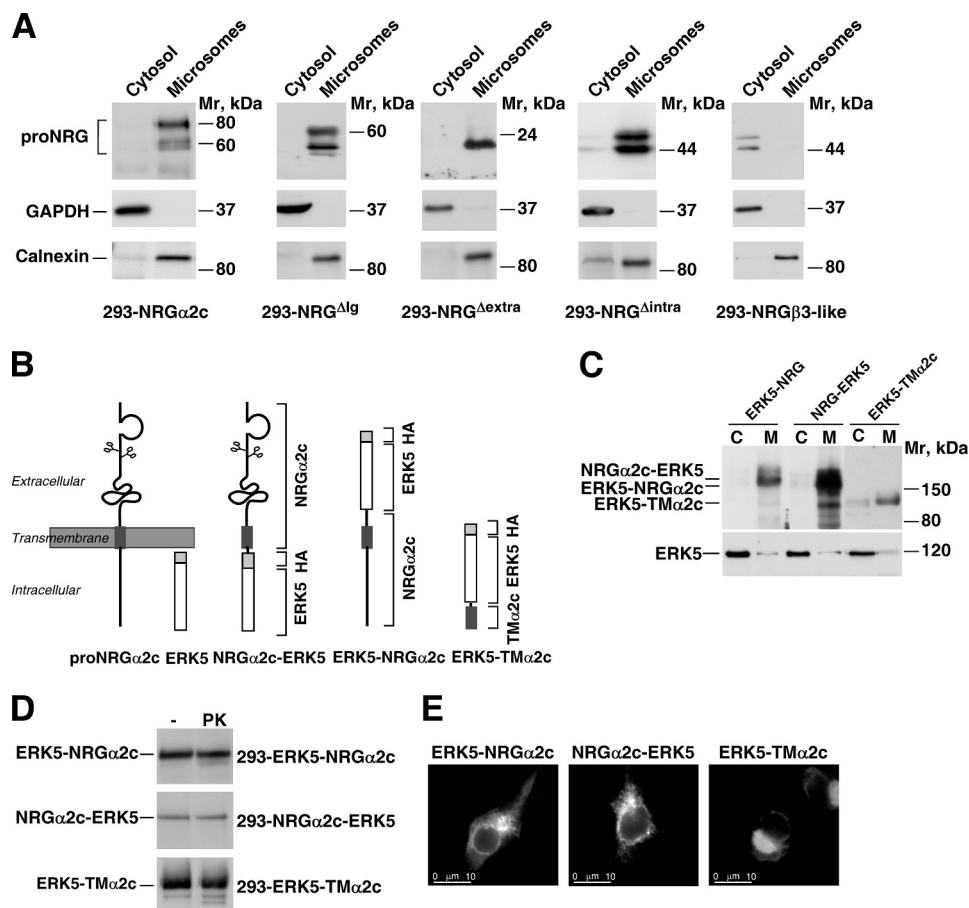 A
Cytosol Microsomes Cytosol Microsomes Cytosol Microsomes Cytosol Microsomes Cytosol Microsomes
Mr, kDa Mr, kDa Mr, kDa Mr, kDa Mr, kDa
proNRG 80 60 60 24 44 44
GAPDH 37 37 37 37 37
Calnexin 80 80 80 80 80
293-NRGα2c 293-NRGΔIg 293-NRGΔextra 293-NRGΔintra 293-NRGβ3-like
B
Extracellular
Transmembrane
Intracellular
NRGα2c
HA
ERK5
HA
ERK5
NRGα2c
HA
ERK5
TMα2c
proNRGα2c ERK5 NRGα2c-ERK5 ERK5-NRGα2c ERK5-TMα2c
C
ERK5-NRG NRG-ERK5 ERK5-TMα2c
C M C M C M
Mr, kDa
NRGα2c-ERK5
ERK5-NRGα2c 150
ERK5-TMα2c
80
ERK5 120
D
- PK
ERK5-NRGα2c 293-ERK5-NRGα2c
NRGα2c-ERK5 293-NRGα2c-ERK5
ERK5-TMα2c 293-ERK5-TMα2c
E
ERK5-NRGα2c NRGα2c-ERK5 ERK5-TMα2c
0 μm 10 0 μm 10 0 μm 10